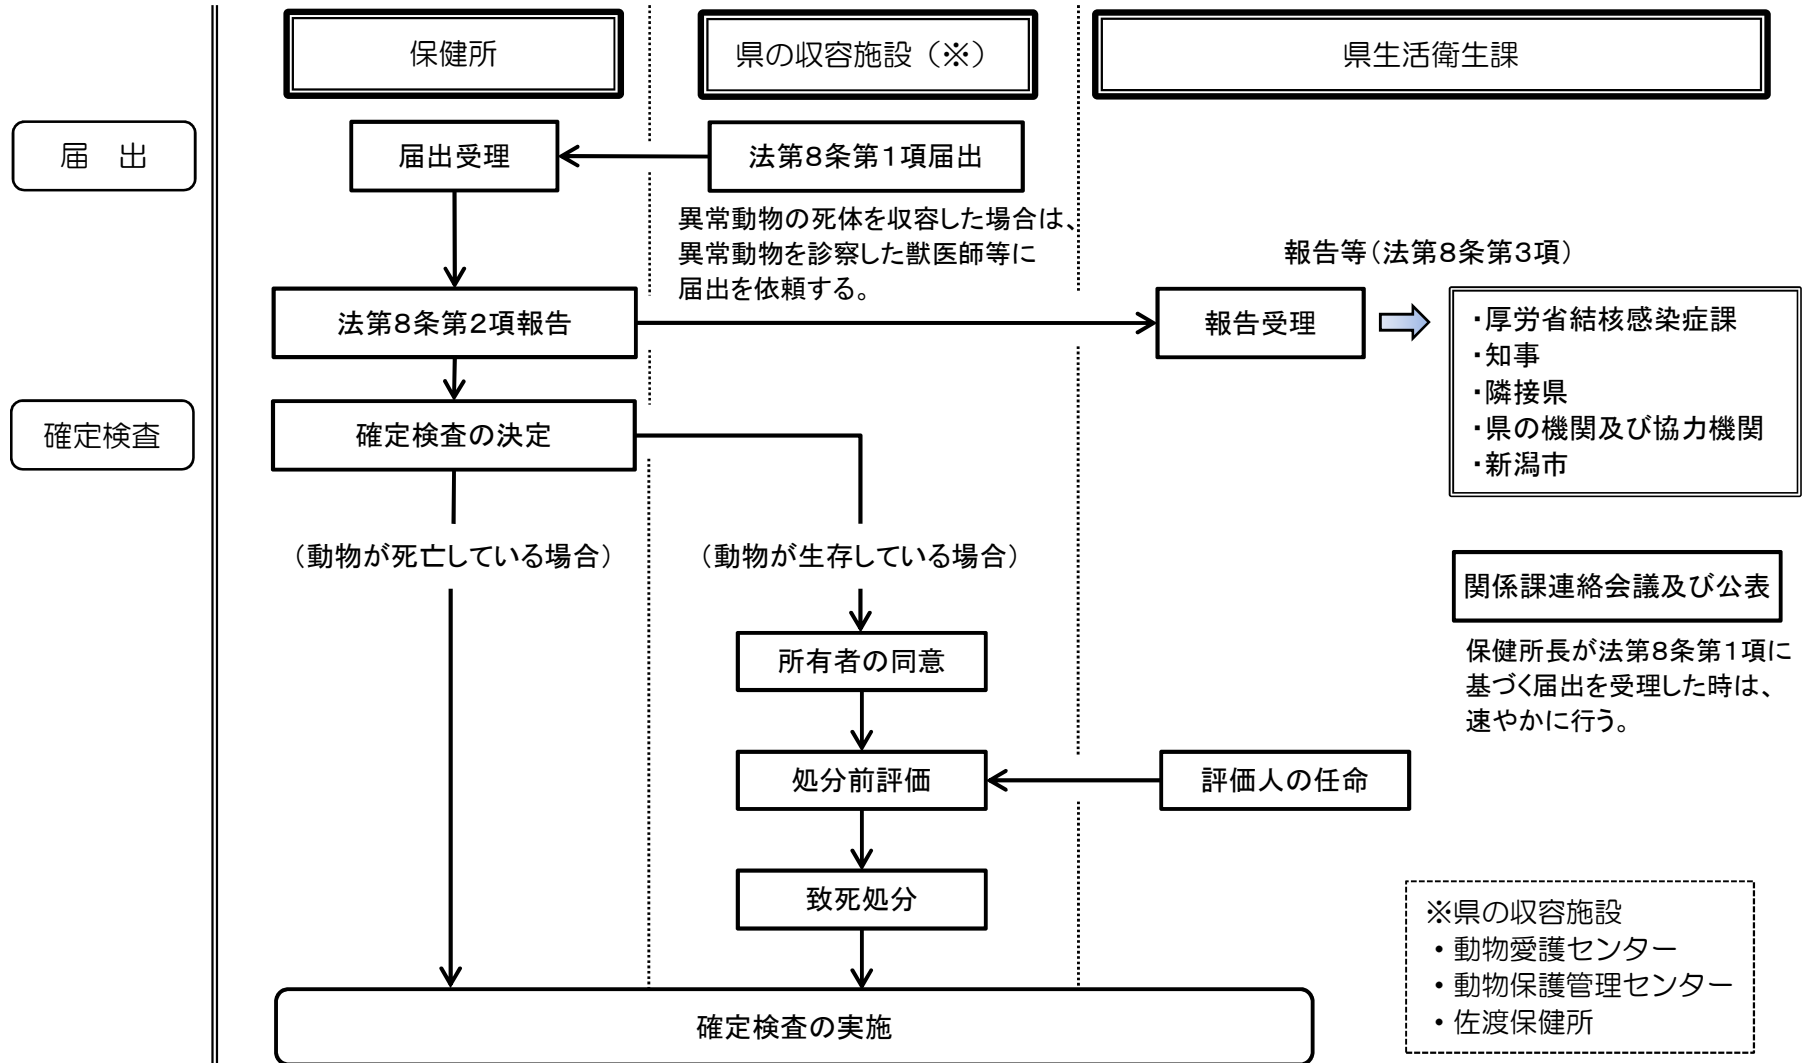 保健所
県の収容施設（※）
県生活衛生課
届　出
届出受理
法第８条第１項届出
異常動物の死体を収容した場合は、
異常動物を診察した獣医師等に
届出を依頼する。
報告等（法第８条第３項）
法第８条第２項報告
報告受理
・厚労省結核感染症課
・知事
・隣接県
・県の機関及び協力機関
・新潟市
確定検査
確定検査の決定
（動物が死亡している場合）
（動物が生存している場合）
関係課連絡会議及び公表
保健所長が法第８条第１項に
基づく届出を受理した時は、
速やかに行う。
所有者の同意
処分前評価
評価人の任命
致死処分
※県の収容施設
・動物愛護センター
・動物保護管理センター
・佐渡保健所
確定検査の実施